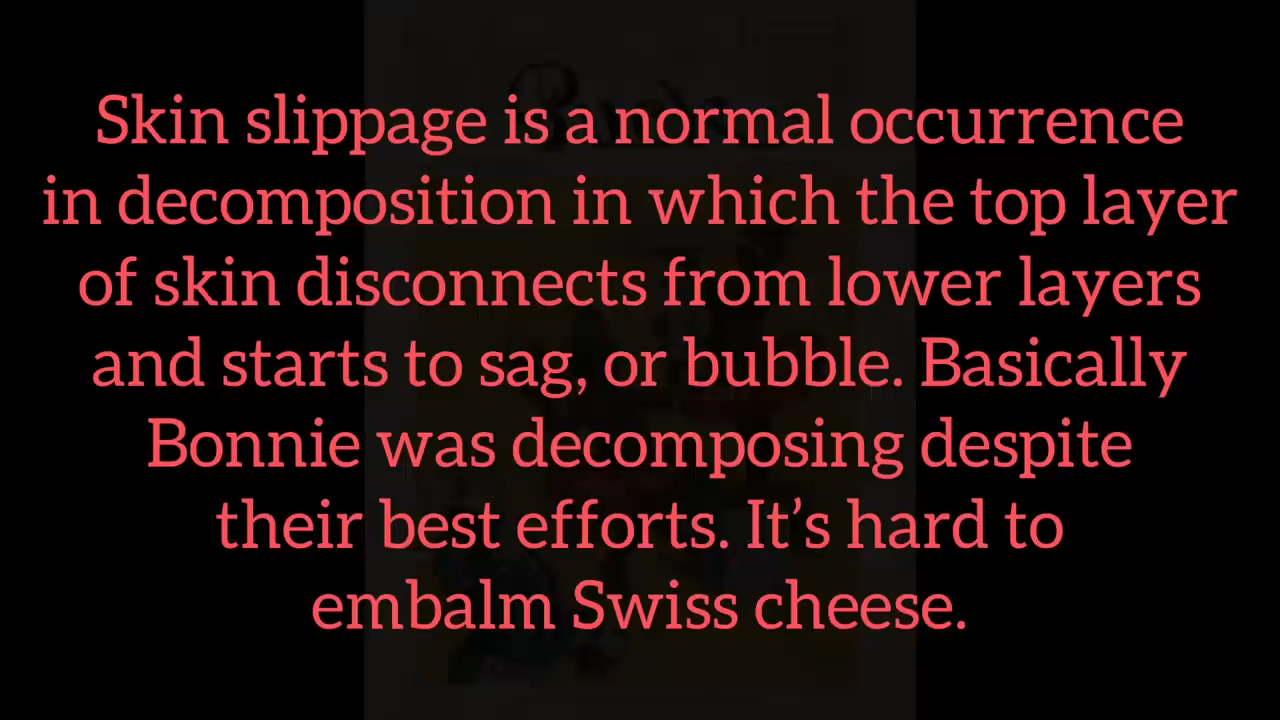 Skin slippage is a normal occurrence
in decomposition in which the top layer
of skin disconnects from lower layers
and starts to sag, or bubble. Basically
Bonnie was decomposing despite
their best efforts. It’s hard to
embalm Swiss cheese.